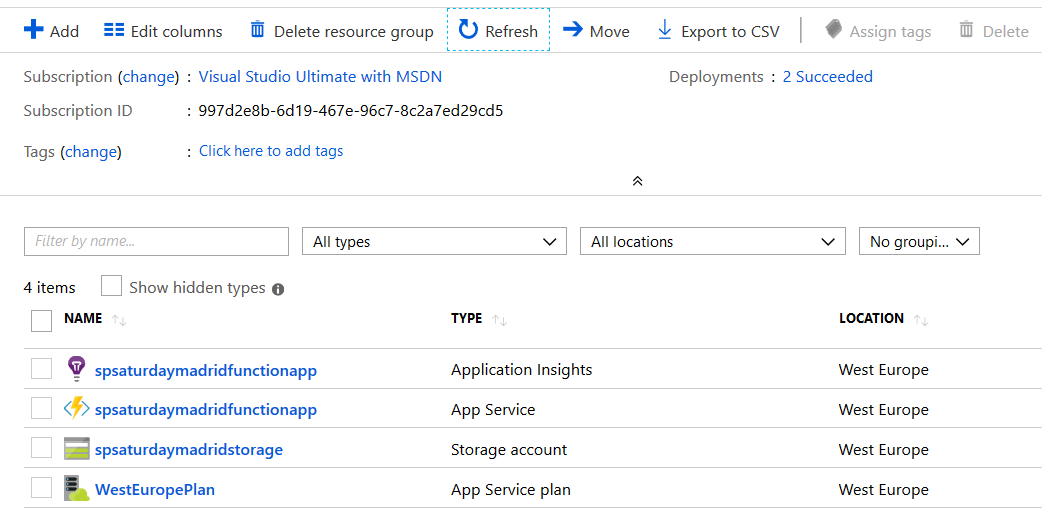 Add Edit columns Delete resource group Refresh Move Export to CSV Assign tags Delete
Subscription (change) : Visual Studio Ultimate with MSDN Deployments : 2 Succeeded
Subscription ID : 997d2e8b-6d19-467e-96c7-8c2a7ed29cd5
Tags (change) : Click here to add tags
Filter by name... All types All locations No groupi...
4 items Show hidden types
NAME TYPE LOCATION
spsaturdaymadridfunctionapp Application Insights West Europe
spsaturdaymadridfunctionapp App Service West Europe
spsaturdaymadridstorage Storage account West Europe
WestEuropePlan App Service plan West Europe